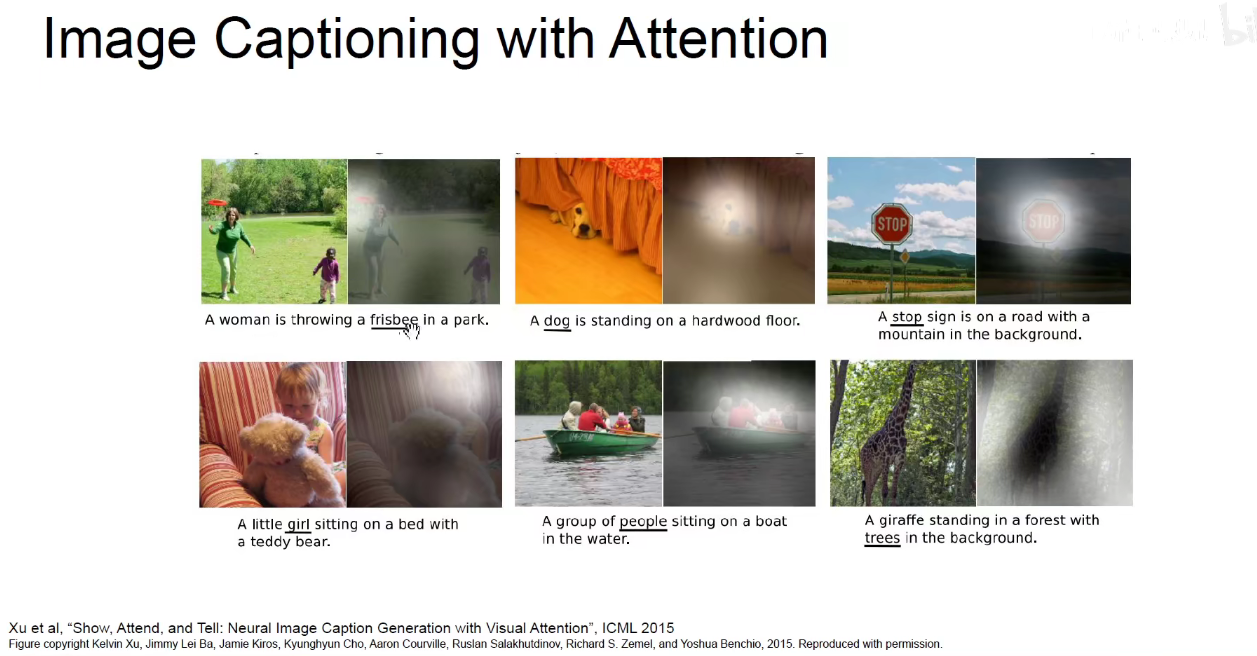 Image Captioning with Attention
STOP
STOP
A woman is throwing a frisbee in a park.
A dog is standing on a hardwood floor.
A stop sign is on a road with a
mountain in the background.
A little girl sitting on a bed with
a teddy bear.
A group of people sitting on a boat
in the water.
A giraffe standing in a forest with
trees in the background.
Xu et al, “Show, Attend, and Tell: Neural Image Caption Generation with Visual Attention”, ICML 2015
Figure copyright Kelvin Xu, Jimmy Lei Ba, Jamie Kiros, Kyunghyun Cho, Aaron Courville, Ruslan Salakhutdinov, Richard S. Zemel, and Yoshua Benchio, 2015. Reproduced with permission.